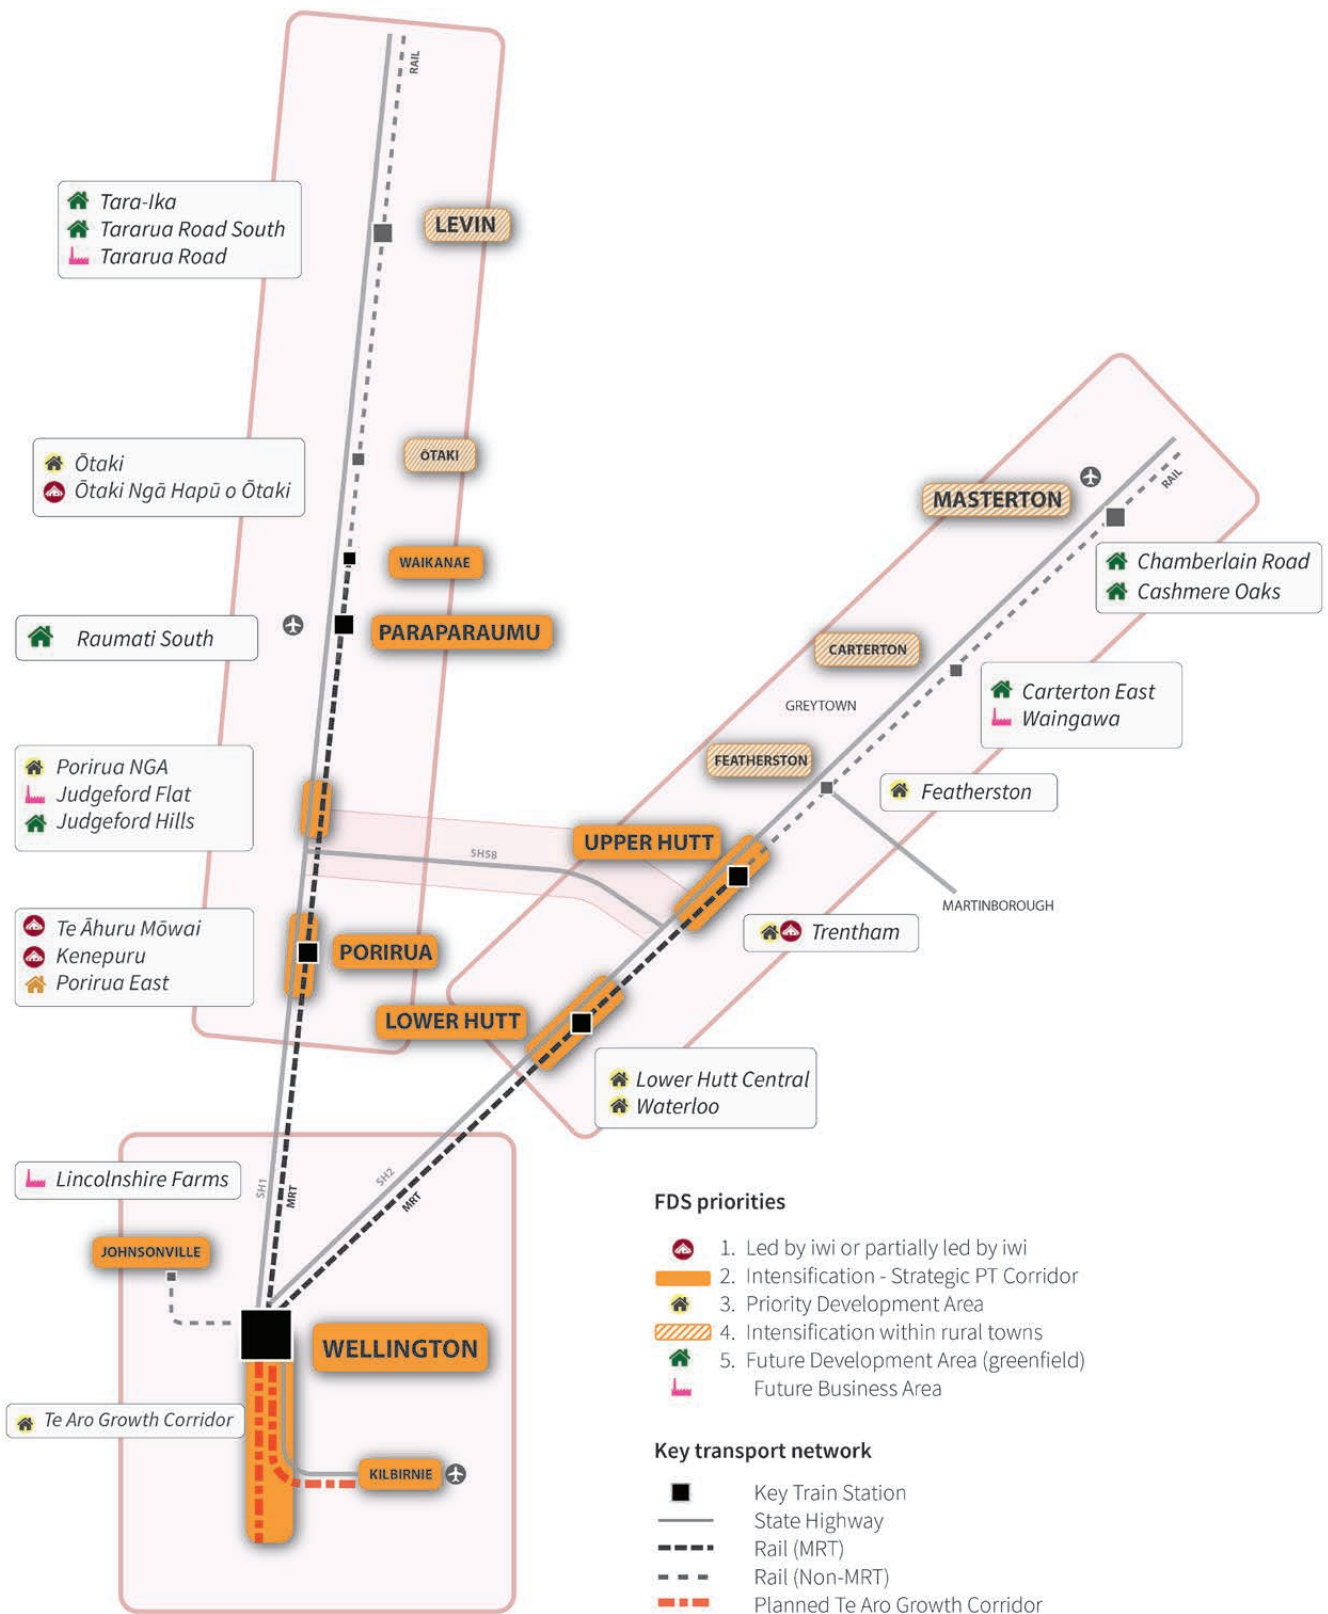 RAIL
Tara-Ika
Tararua Road South
Tararua Road
LEVIN
Ōtaki
Ōtaki Ngā Hapū o Ōtaki
ŌTAKI
MASTERTON
RAIL
WAIKANAE
Chamberlain Road
Cashmere Oaks
Raumati South
PARAPARAUMU
CARTERTON
Carterton East
Waingawa
GREYTOWN
FEATHERSTON
Featherston
Porirua NGA
Judgeford Flat
Judgeford Hills
UPPER HUTT
SH58
MARTINBOROUGH
Te Āhuru Mōwai
Kenepuru
Porirua East
PORIRUA
Trentham
LOWER HUTT
Lower Hutt Central
Waterloo
Lincolnshire Farms
SH1
MRT
SH2
MRT
JOHNSONVILLE
WELLINGTON
Te Aro Growth Corridor
KILBIRNIE
FDS priorities
1. Led by iwi or partially led by iwi
2. Intensification - Strategic PT Corridor
3. Priority Development Area
4. Intensification within rural towns
5. Future Development Area (greenfield)
Future Business Area
Key transport network
Key Train Station
State Highway
Rail (MRT)
Rail (Non-MRT)
Planned Te Aro Growth Corridor